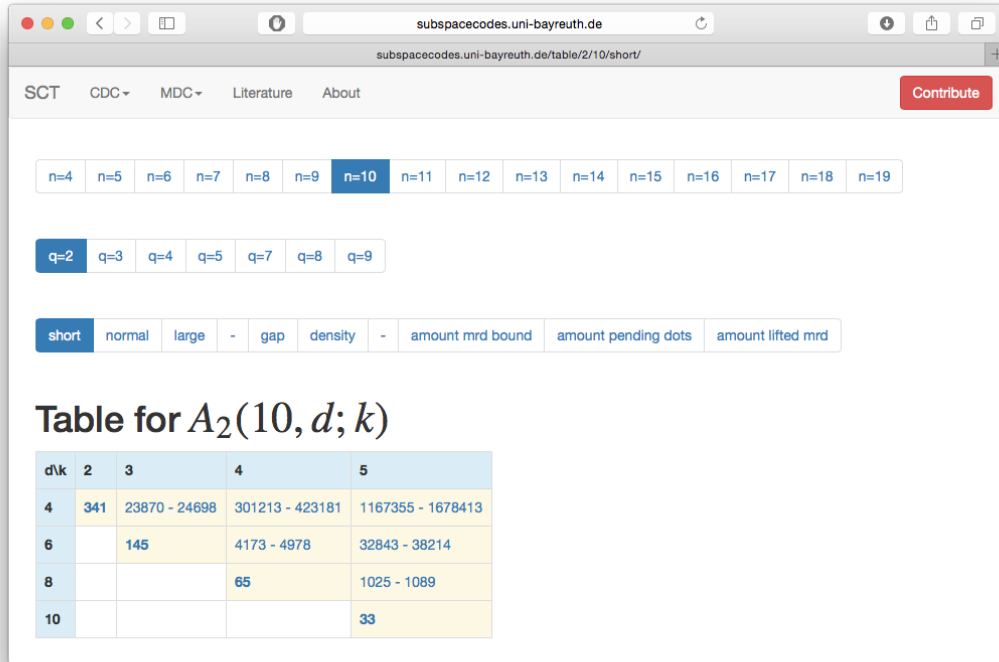 subspacecodes.uni-bayreuth.de
subspacecodes.uni-bayreuth.de/table/2/10/short/
SCT CDC MDC Literature About Contribute
n=4 n=5 n=6 n=7 n=8 n=9 n=10 n=11 n=12 n=13 n=14 n=15 n=16 n=17 n=18 n=19
q=2 q=3 q=4 q=5 q=7 q=8 q=9
short normal large - gap density - amount mrd bound amount pending dots amount lifted mrd
Table for A₂(10, d; k)
d\k 2 3 4 5
4 341 23870 - 24698 301213 - 423181 1167355 - 1678413
6 145 4173 - 4978 32843 - 38214
8 65 1025 - 1089
10 33